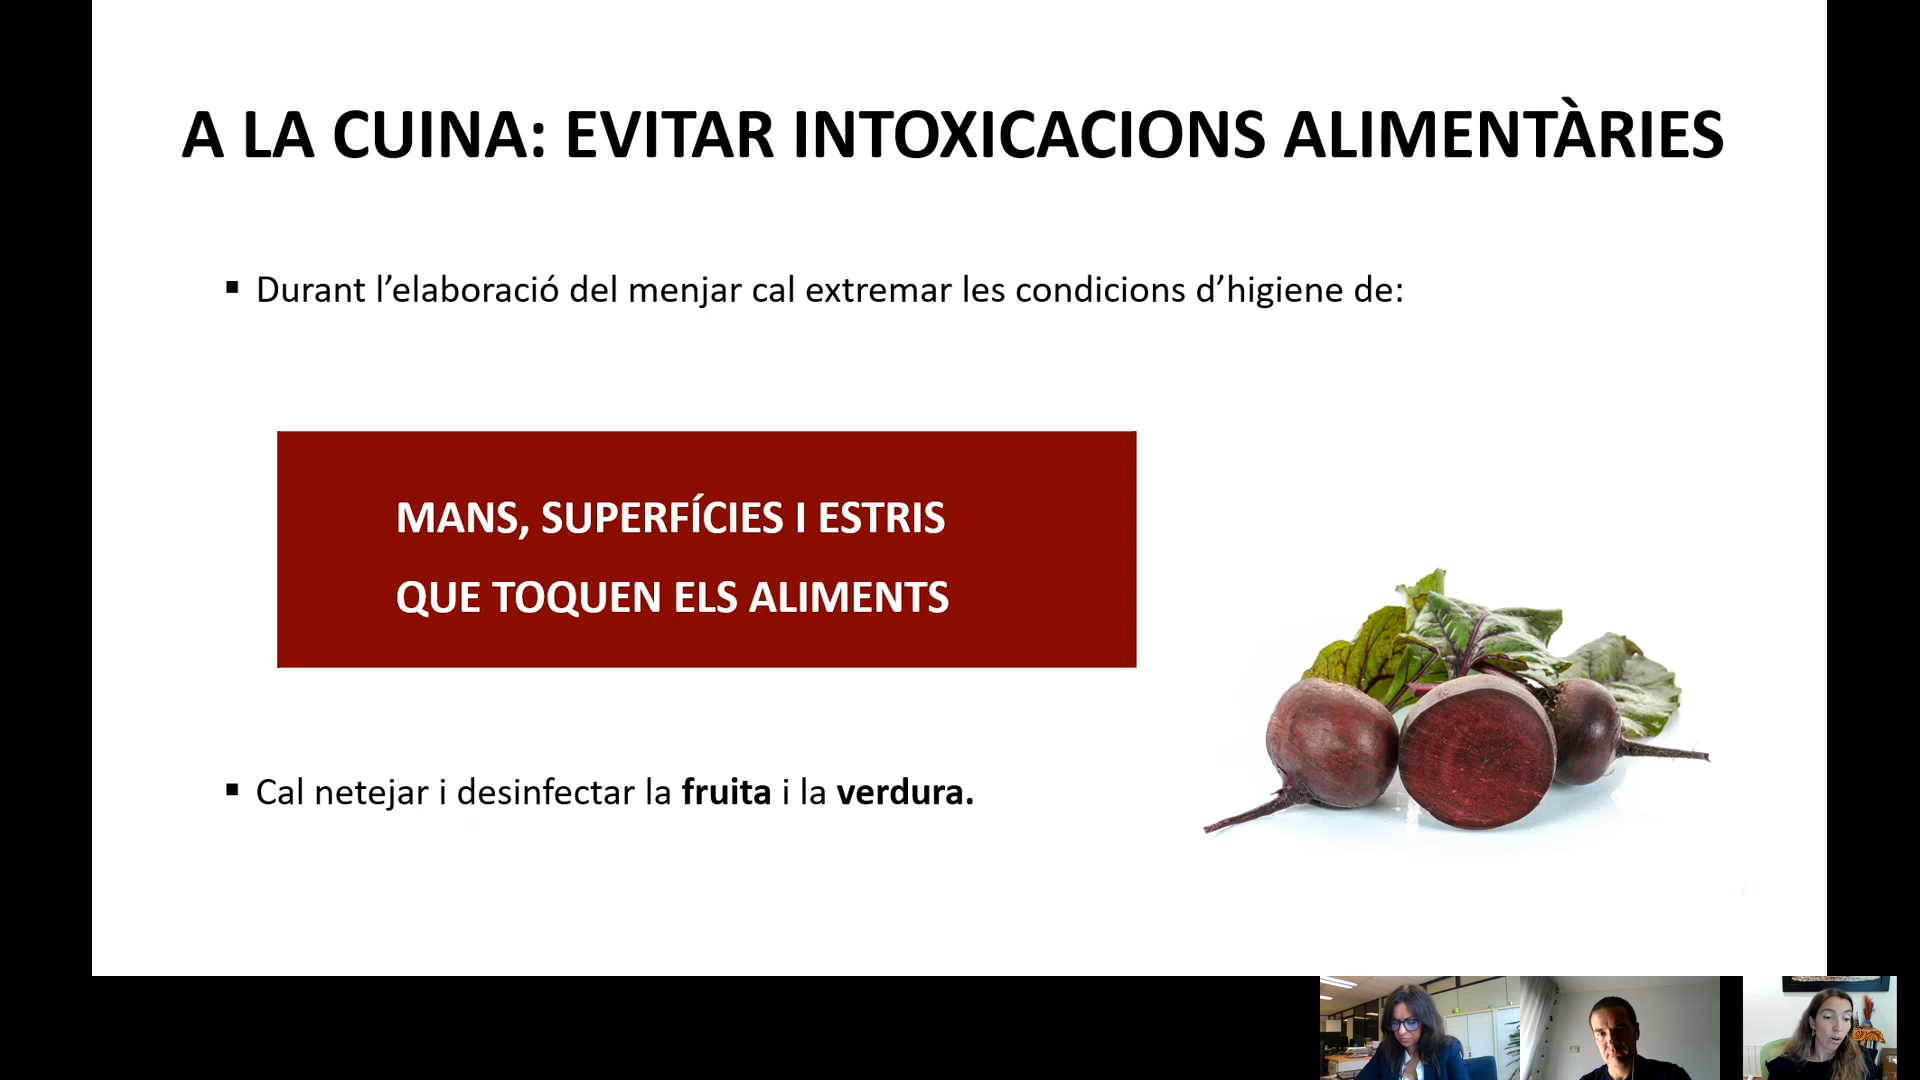 A LA CUINA: EVITAR INTOXICACIONS ALIMENTÀRIES
▪ Durant l’elaboració del menjar cal extremar les condicions d’higiene de:
MANS, SUPERFÍCIES I ESTRIS
QUE TOQUEN ELS ALIMENTS
▪ Cal netejar i desinfectar la fruita i la verdura.